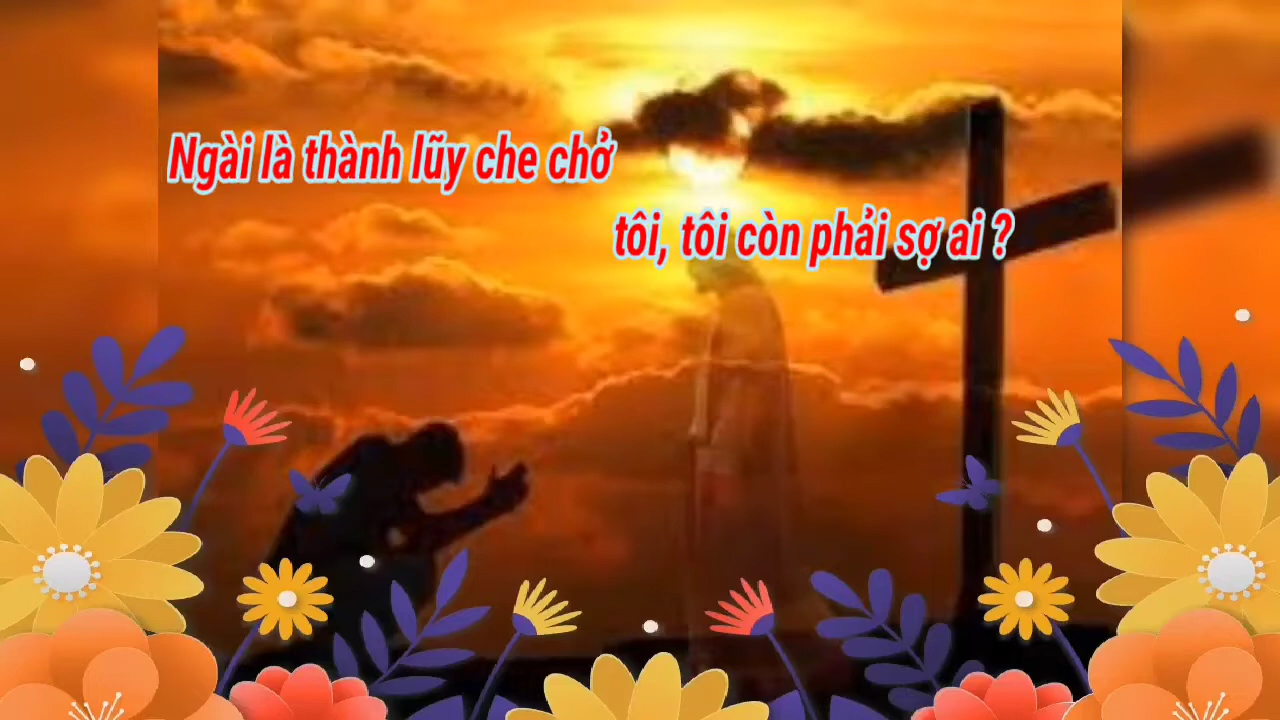 Ngài là thành lũy che chở
tôi, tôi còn phải sợ ai ?